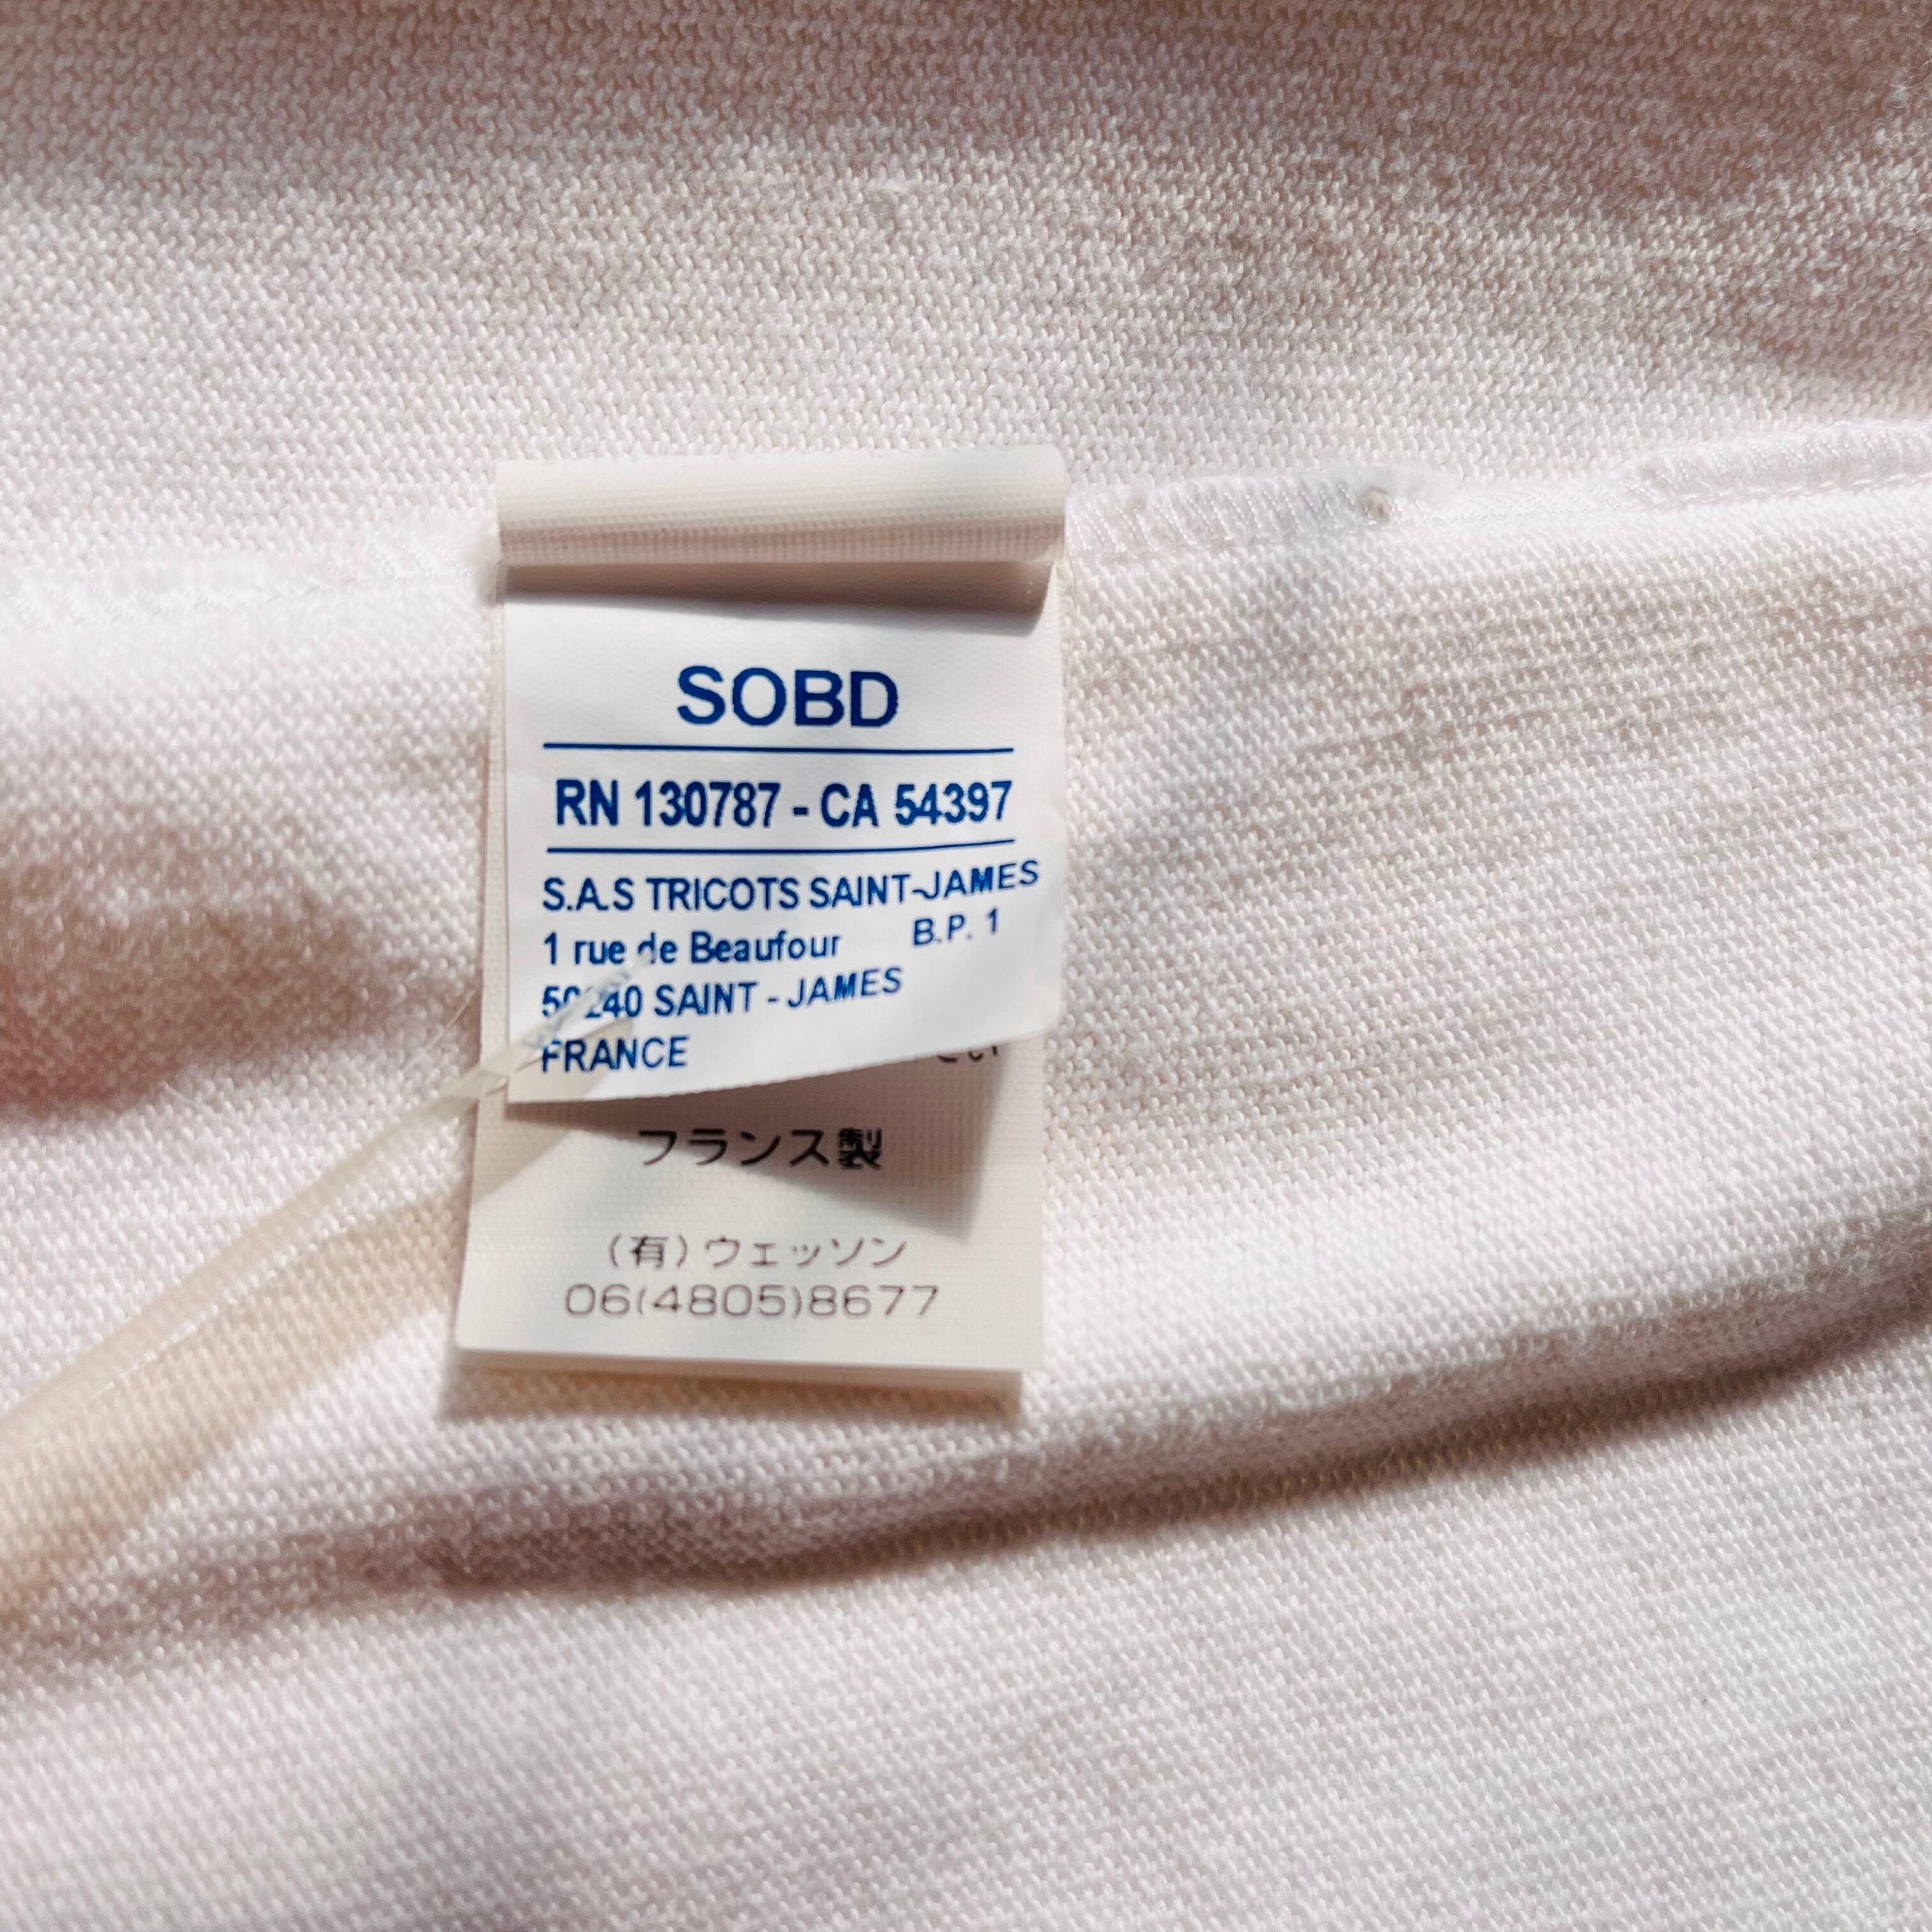 SOBD
RN 130787 - CA 54397
S.A.S TRICOTS SAINT-JAMES
1 rue de Beaufour B.P. 1
SAINT - JAMES
FRANCE
フランス製
(有)ウェッソン
06(4805)8677